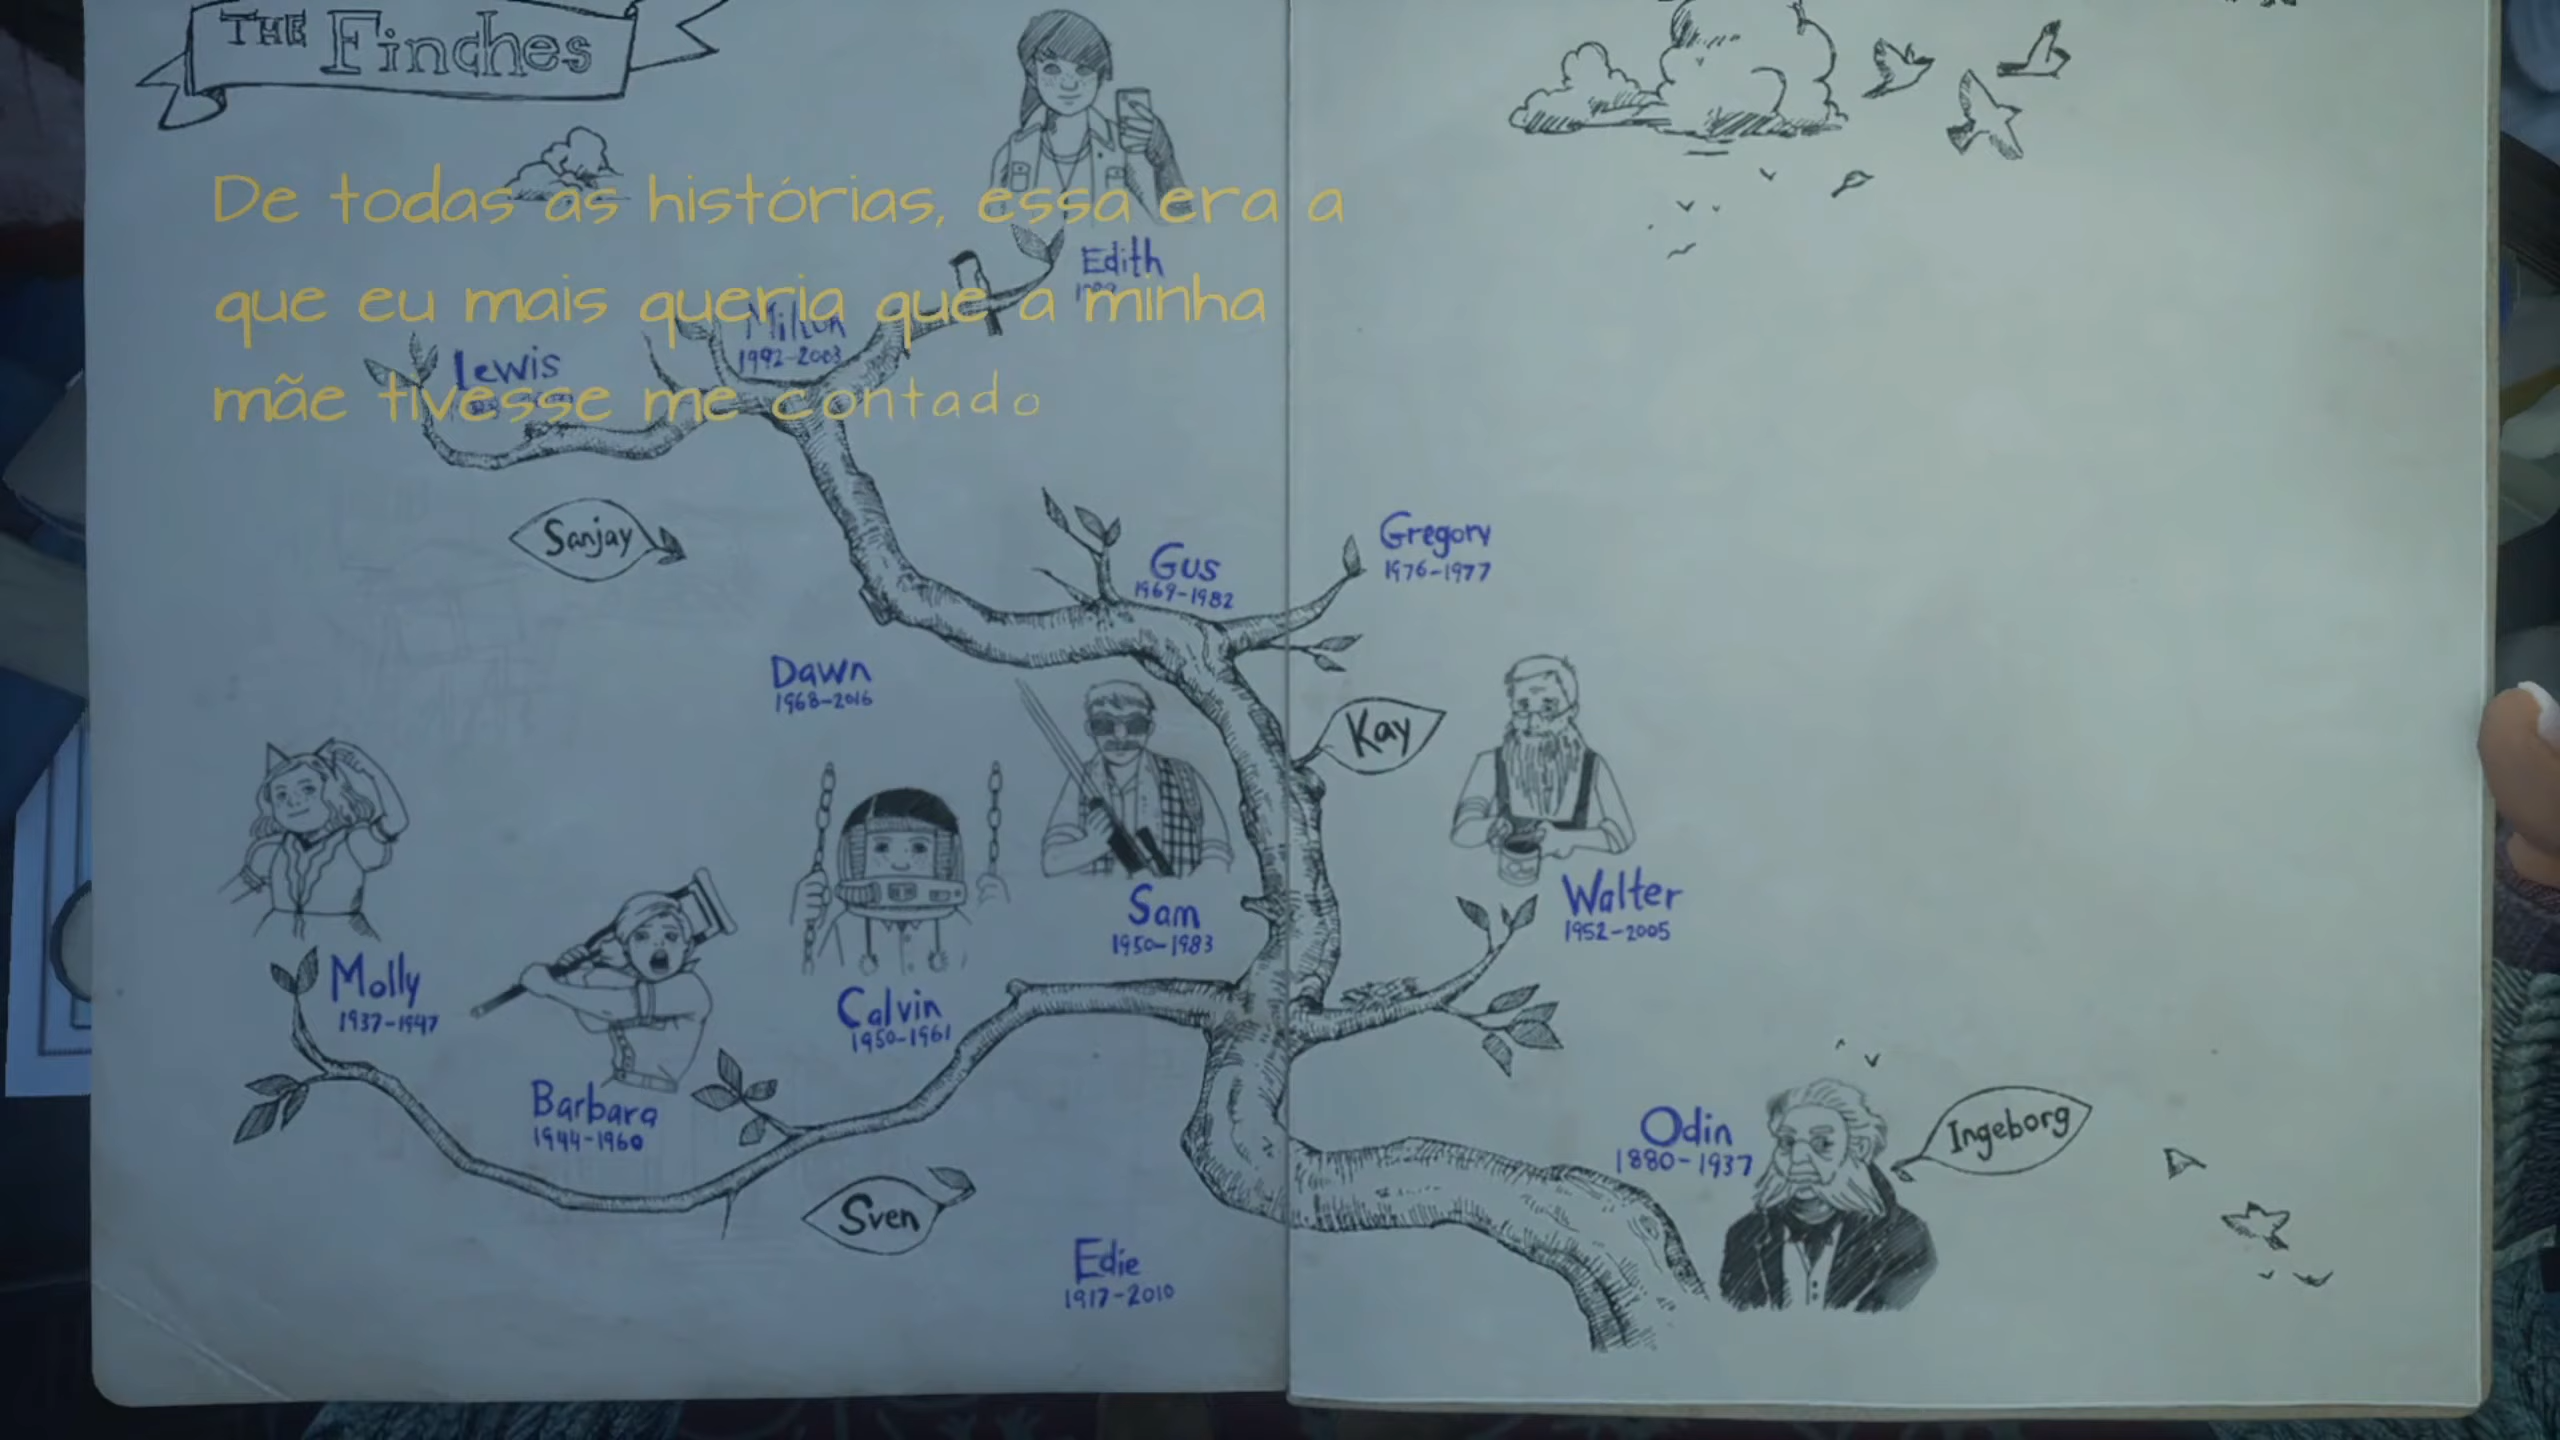 THE Finches
De todas as histórias, essa era a
que eu mais queria que a minha
mãe tivesse me contado
Edith
Milton
1992-2003
Lewis
Sanjay
Gregory
1976-1977
Gus
1969-1982
Dawn
1968-2016
Kay
Walter
1952-2005
Sam
1950-1983
Calvin
1950-1961
Molly
1937-1947
Barbara
1944-1960
Sven
Odin
1880-1937
Ingeborg
Edie
1917-2010